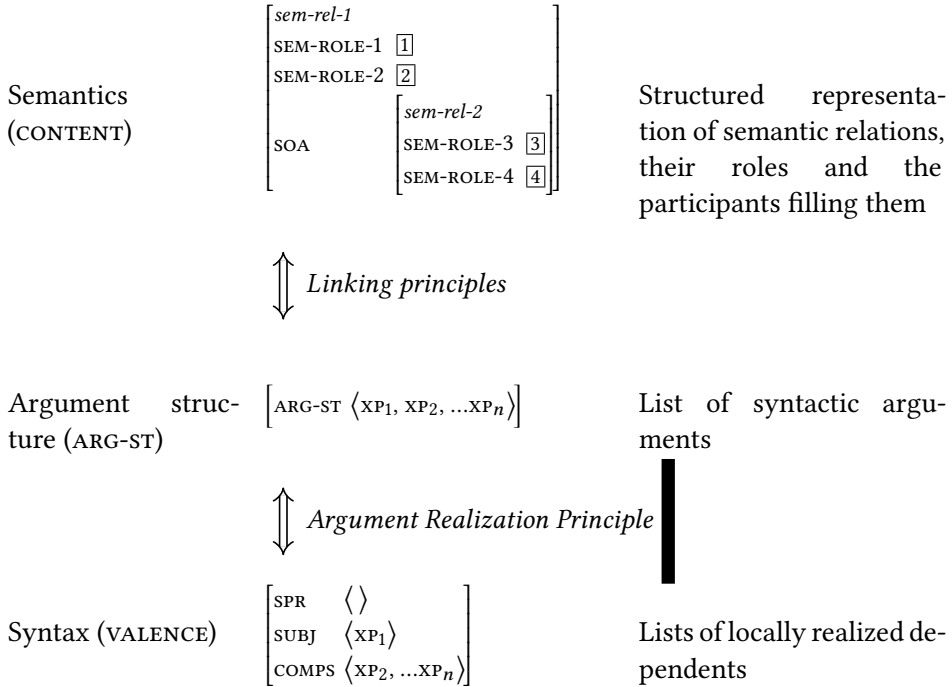 sem-rel-1
SEM-ROLE-1 1
SEM-ROLE-2 2
SOA
sem-rel-2
SEM-ROLE-3 3
SEM-ROLE-4 4
Semantics
(CONTENT)
Structured representa-
tion of semantic relations,
their roles and the
participants filling them
⇕ Linking principles
Argument struc-
ture (ARG-ST)
[ARG-ST ⟨XP1, XP2, ...XPn⟩]
List of syntactic argu-
ments
⇕ Argument Realization Principle
Syntax (VALENCE)
SPR ⟨ ⟩
SUBJ ⟨XP1⟩
COMPS ⟨XP2, ...XPn⟩
Lists of locally realized de-
pendents